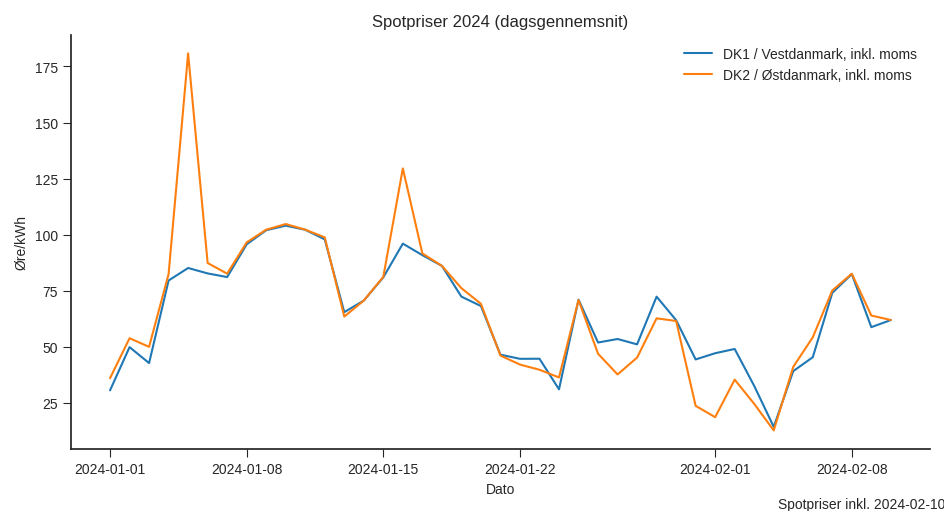 Spotpriser 2024 (dagsgennemsnit)
DK1 / Vestdanmark, inkl. moms
DK2 / Østdanmark, inkl. moms
Øre/kWh
175
150
125
100
75
50
25
2024-01-01 2024-01-08 2024-01-15 2024-01-22 2024-02-01 2024-02-08
Dato
Spotpriser inkl. 2024-02-10